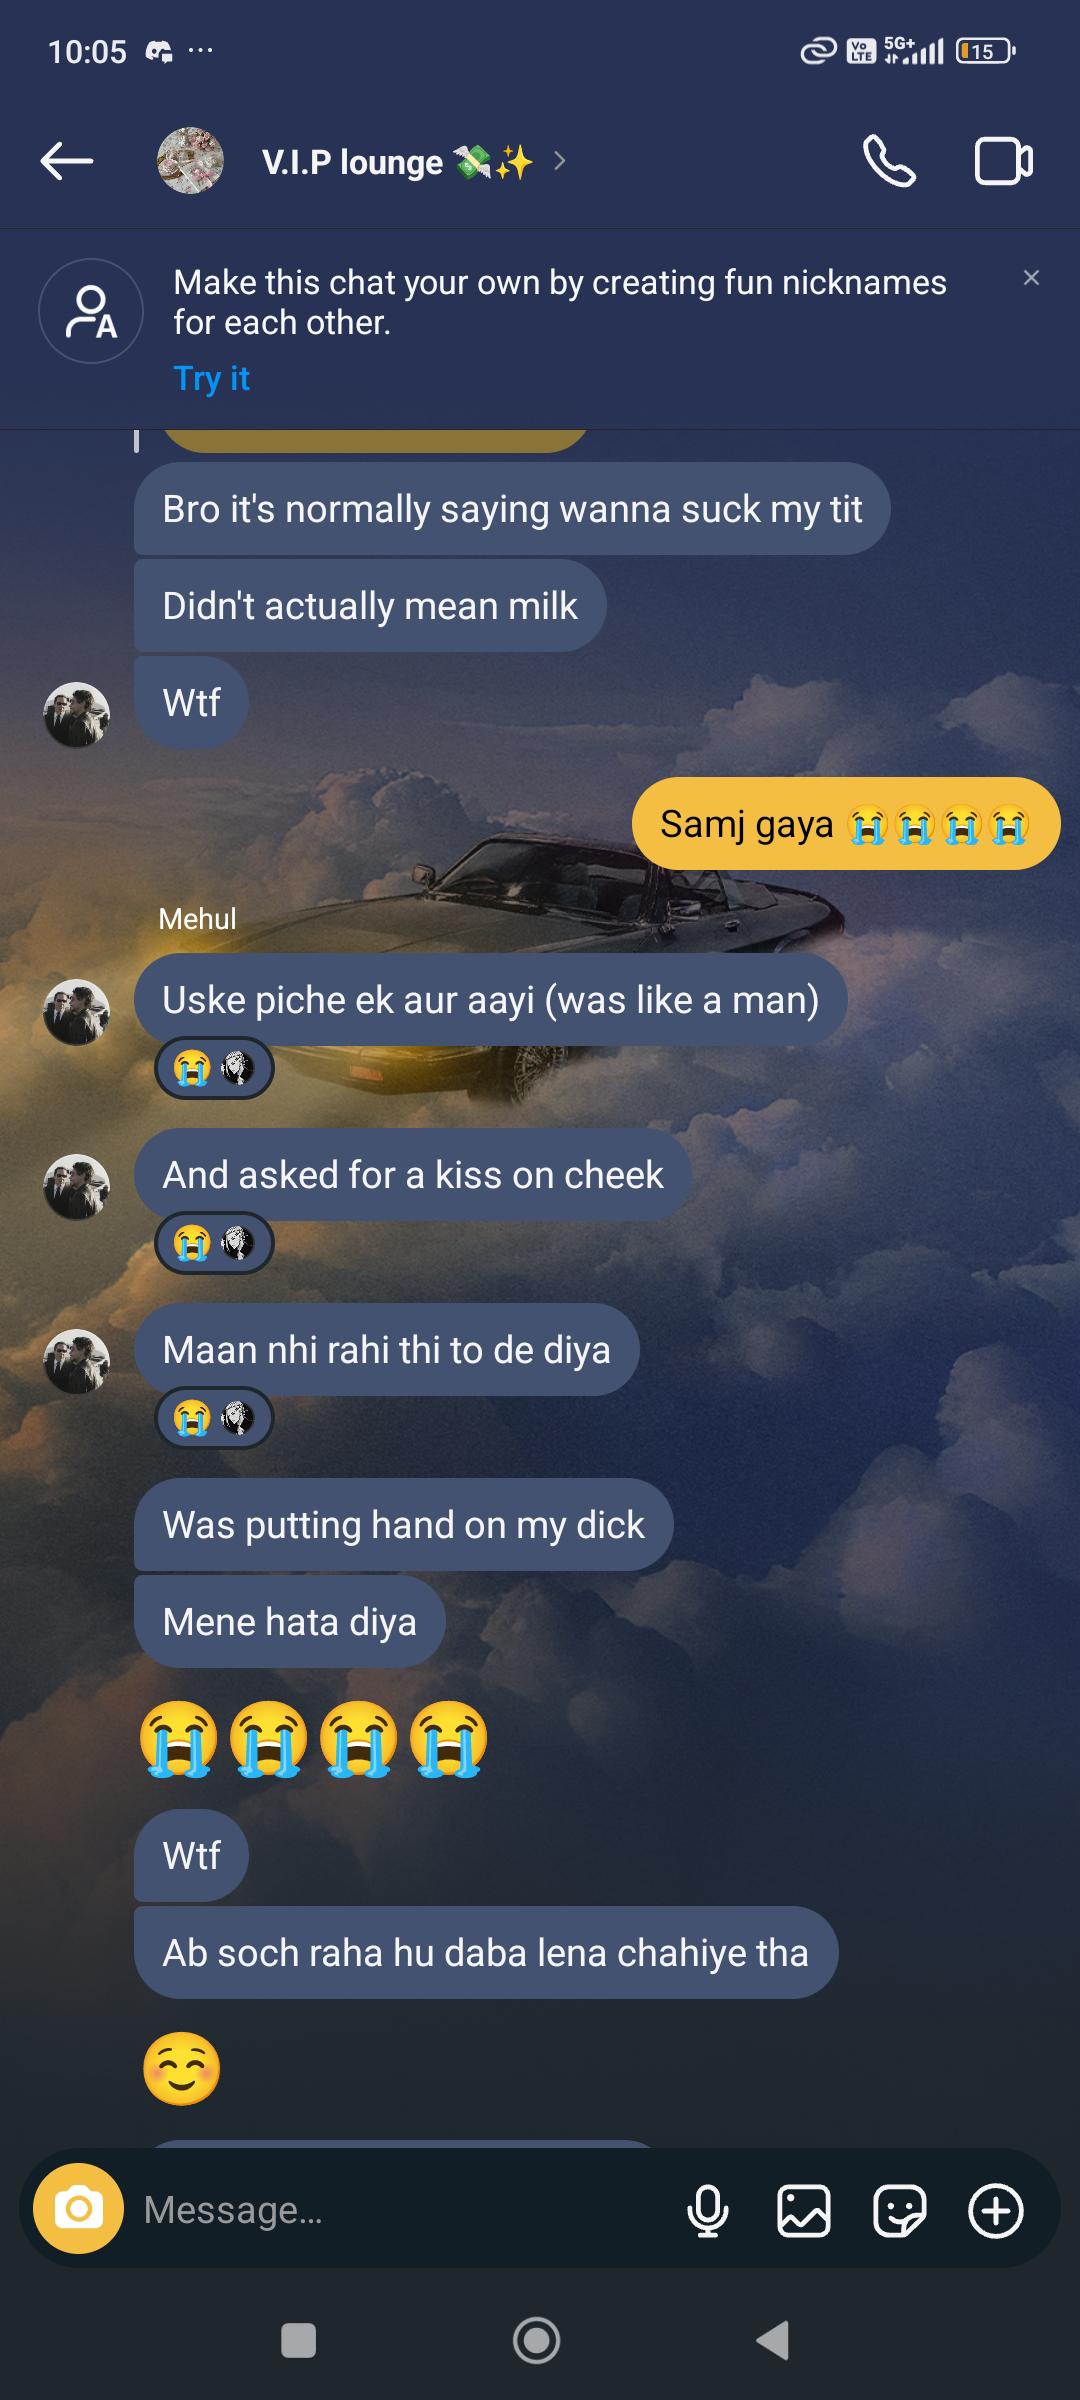 10:05
Vo LTE 5G+ 15
V.I.P lounge 💸✨
Make this chat your own by creating fun nicknames
for each other.
Try it
Bro it's normally saying wanna suck my tit
Didn't actually mean milk
Wtf
Samj gaya 😭😭😭😭
Mehul
Uske piche ek aur aayi (was like a man)
😭
And asked for a kiss on cheek
😭
Maan nhi rahi thi to de diya
😭
Was putting hand on my dick
Mene hata diya
😭😭😭😭
Wtf
Ab soch raha hu daba lena chahiye tha
☺️
Message...